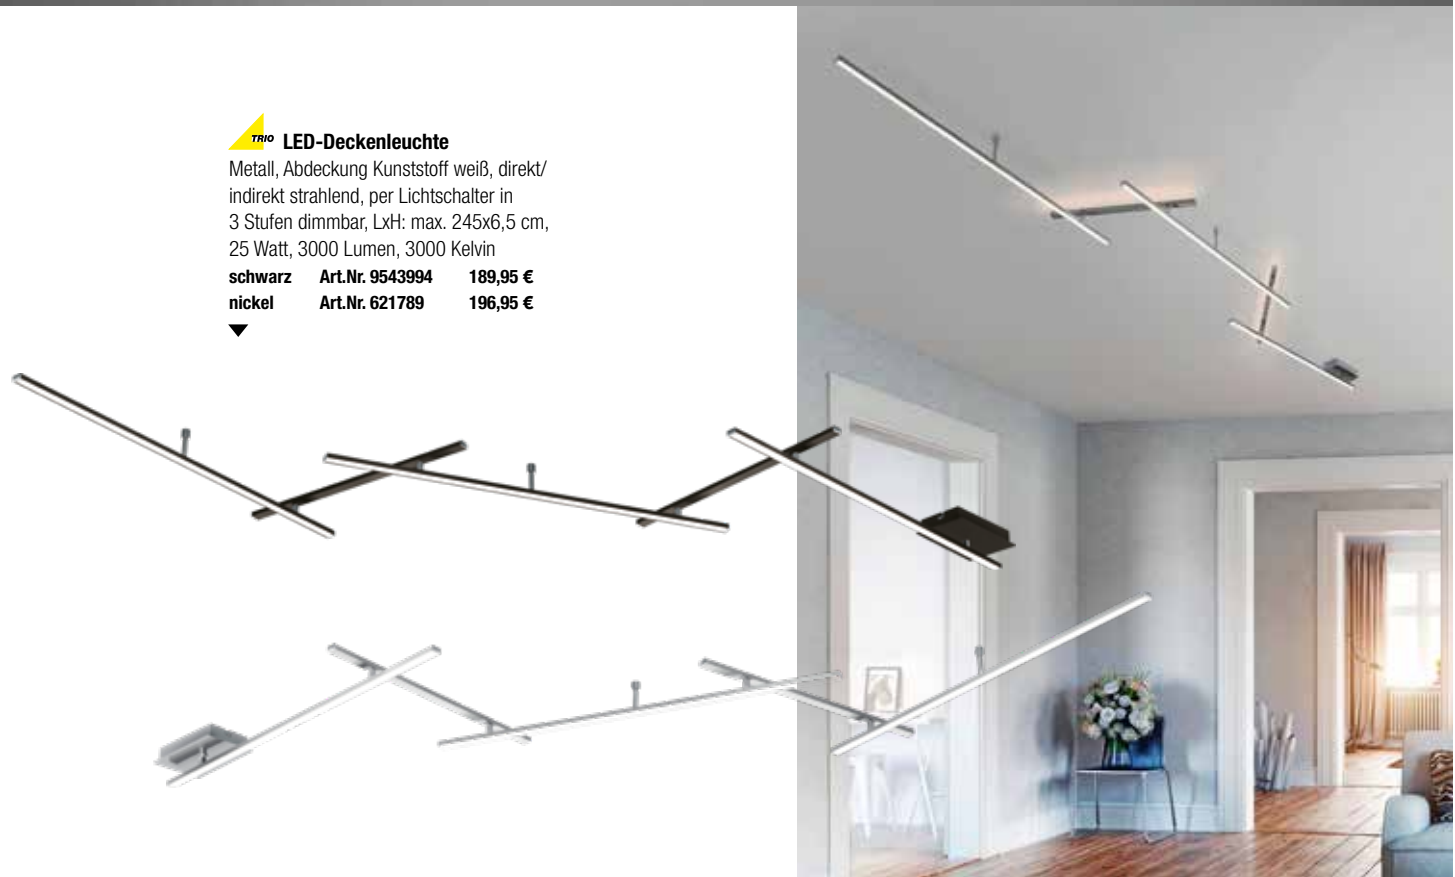 TRIO LED-Deckenleuchte
Metall, Abdeckung Kunststoff weiß, direkt/
indirekt strahlend, per Lichtschalter in
3 Stufen dimmbar, LxH: max. 245x6,5 cm,
25 Watt, 3000 Lumen, 3000 Kelvin
schwarz Art.Nr. 9543994 189,95 €
nickel Art.Nr. 621789 196,95 €